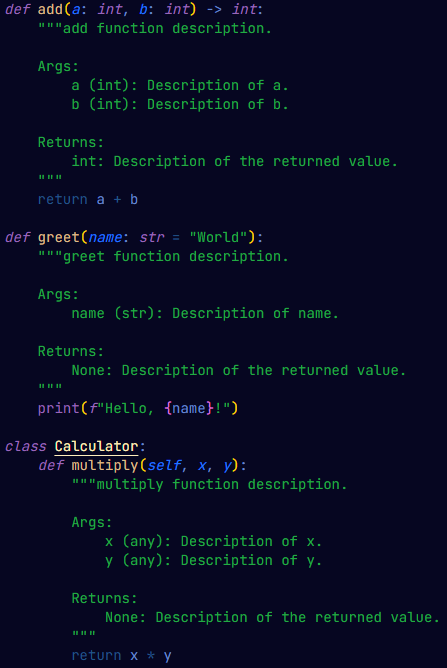 def add(a: int, b: int) -> int:
    """add function description.

    Args:
        a (int): Description of a.
        b (int): Description of b.

    Returns:
        int: Description of the returned value.
    """
    return a + b

def greet(name: str = "World"):
    """greet function description.

    Args:
        name (str): Description of name.

    Returns:
        None: Description of the returned value.
    """
    print(f"Hello, {name}!")

class Calculator:
    def multiply(self, x, y):
        """multiply function description.

        Args:
            x (any): Description of x.
            y (any): Description of y.

        Returns:
            None: Description of the returned value.
        """
        return x * y